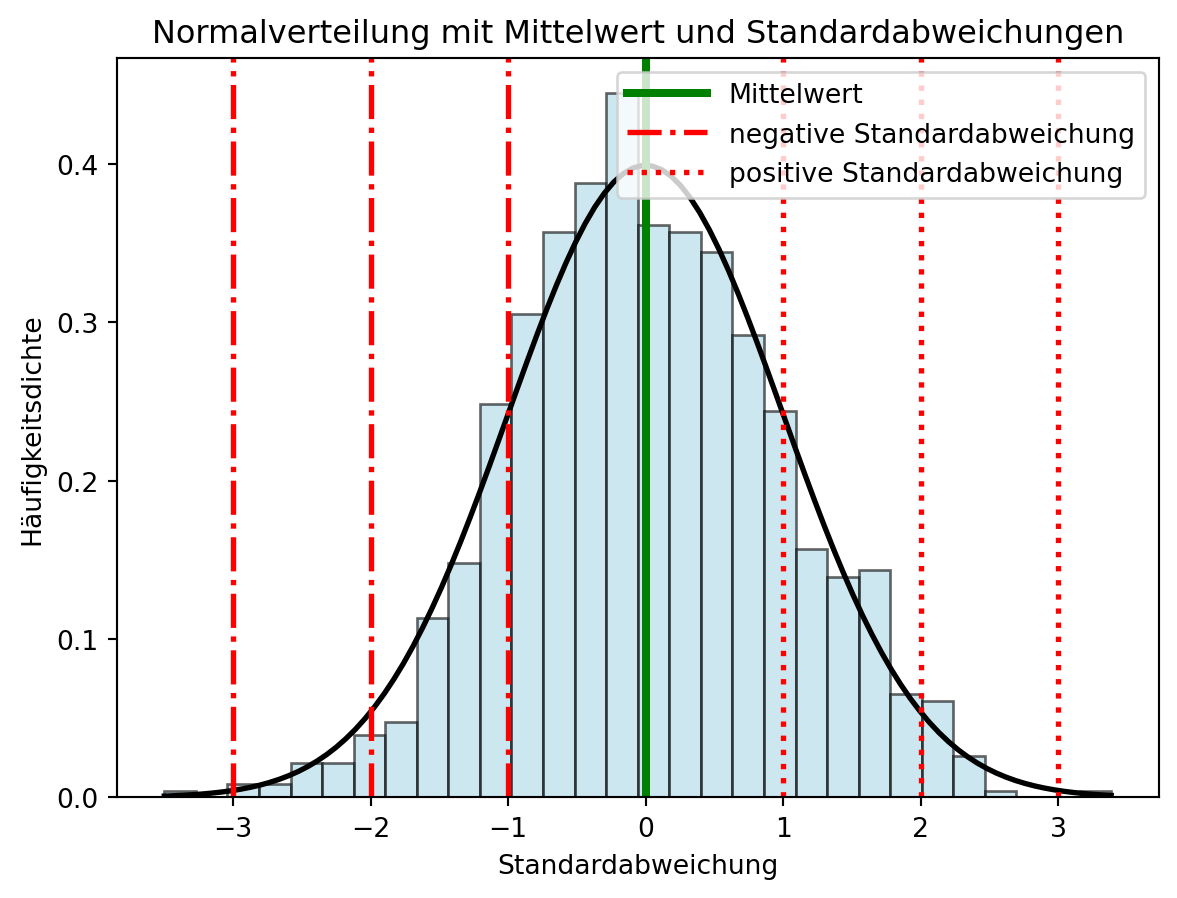 Normalverteilung mit Mittelwert und Standardabweichungen
Mittelwert
negative Standardabweichung
positive Standardabweichung
Häufigkeitsdichte
0.4
0.3
0.2
0.1
0.0
−3 −2 −1 0 1 2 3
Standardabweichung